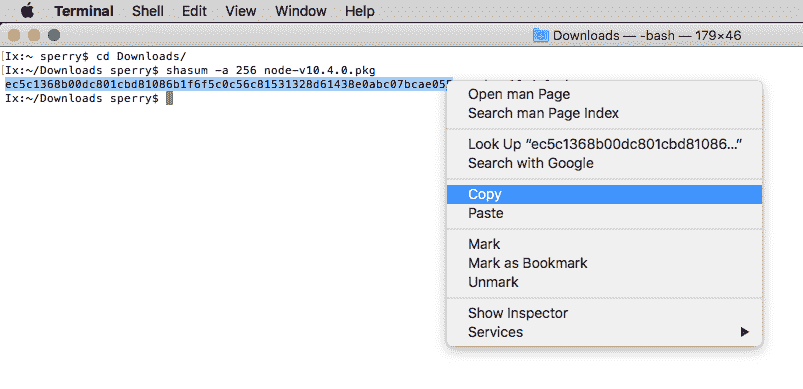 Terminal Shell Edit View Window Help
Downloads — -bash — 179×46
Ix:~ sperry$ cd Downloads/
Ix:~/Downloads sperry$ shasum -a 256 node-v10.4.0.pkg
ec5c1368b00dc801cbd81086b1f6f5c0c56c81531328d61438e0abc07bcae055
Ix:~/Downloads sperry$
Open man Page
Search man Page Index
Look Up “ec5c1368b00dc801cbd81086...”
Search with Google
Copy
Paste
Mark
Mark as Bookmark
Unmark
Show Inspector
Services